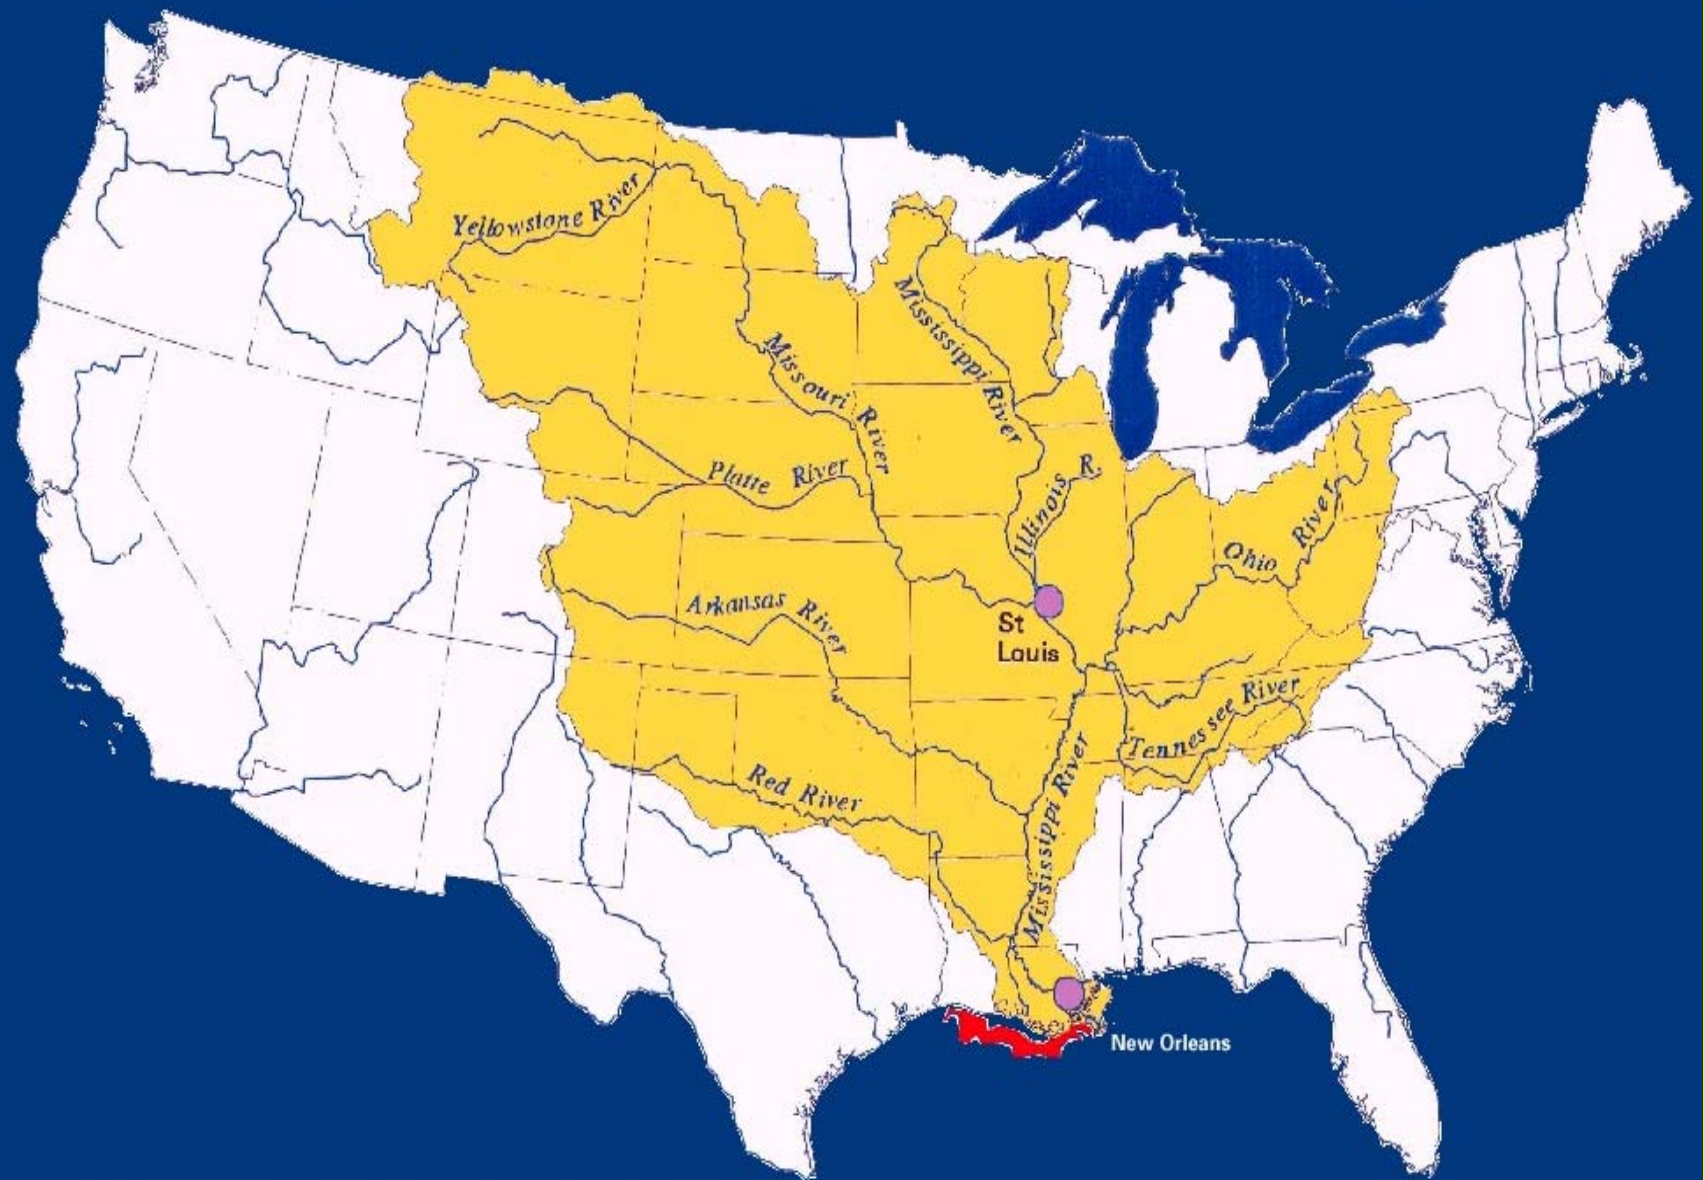 Yellowstone River
Mississippi River
Missouri River
Platte River
Illinois R.
Ohio River
Arkansas River
St
Louis
Tennessee River
Red River
Mississippi River
New Orleans